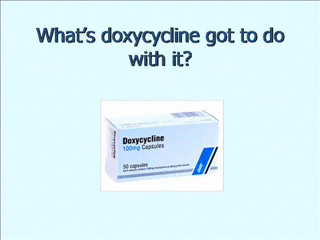 What's doxycycline got to do
with it?
Doxycycline
100mg Capsules
50 capsules